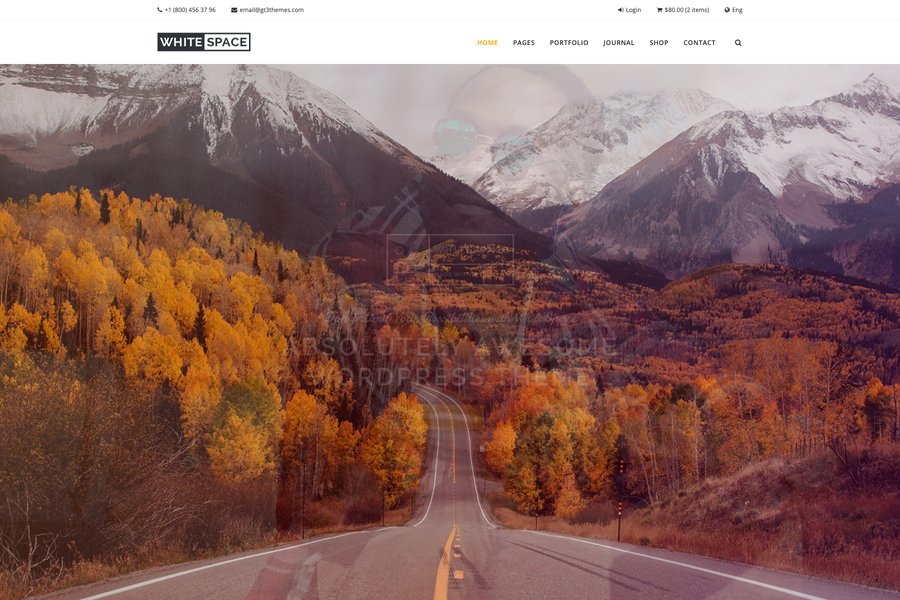 +1 (800) 456 37 96 email@gt3themes.com Login $80.00 (2 items) Eng
WHITE SPACE HOME PAGES PORTFOLIO JOURNAL SHOP CONTACT
ABSOLUTELY AWESOME
WORDPRESS THEME